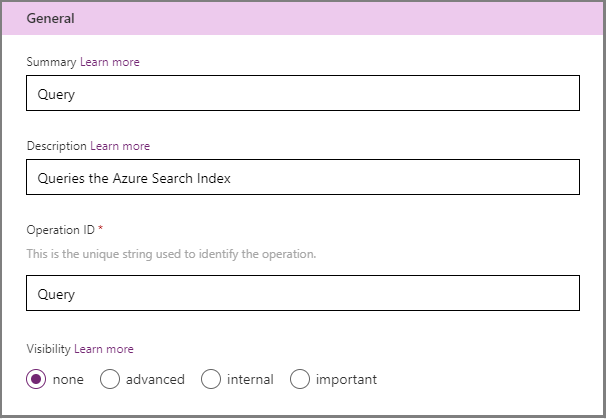 General
Summary Learn more
Query
Description Learn more
Queries the Azure Search Index
Operation ID *
This is the unique string used to identify the operation.
Query
Visibility Learn more
none advanced internal important